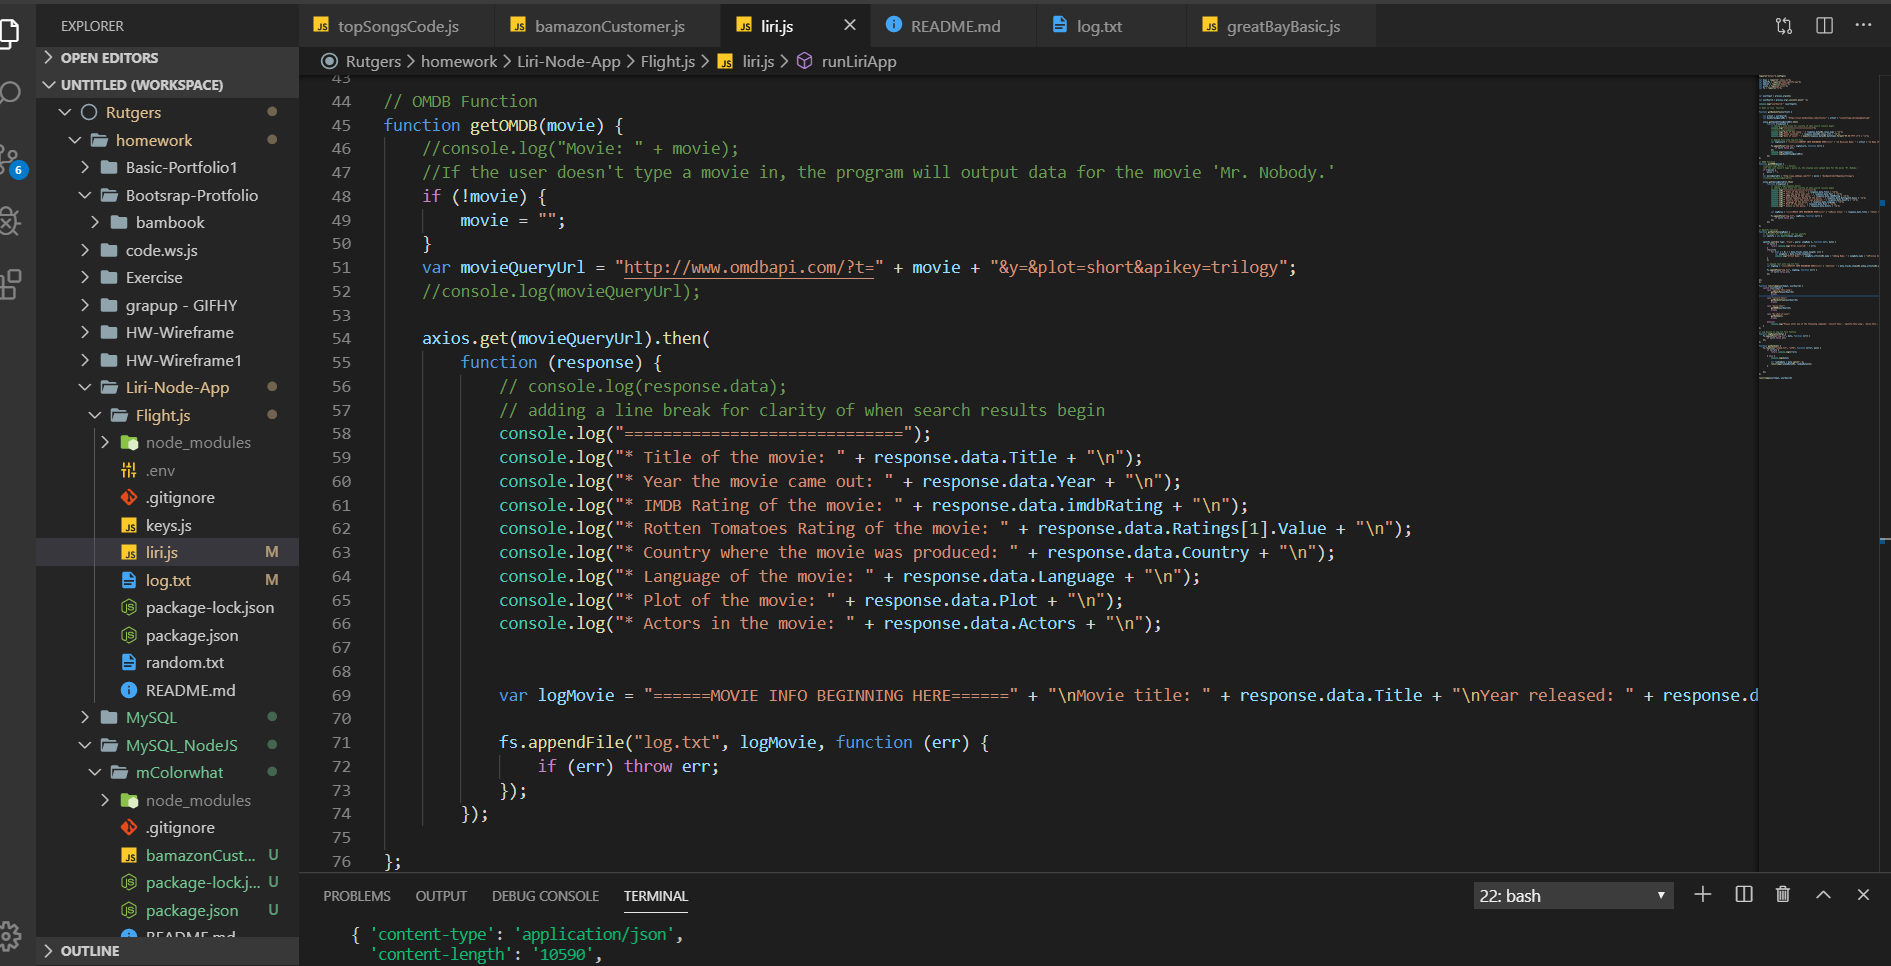 EXPLORER
topSongsCode.js
bamazonCustomer.js
liri.js
README.md
log.txt
greatBayBasic.js
OPEN EDITORS
UNTITLED (WORKSPACE)
Rutgers
homework
Basic-Portfolio1
Bootsrap-Protfolio
bambook
code.ws.js
Exercise
grapup - GIFHY
HW-Wireframe
HW-Wireframe1
Liri-Node-App
Flight.js
node_modules
.env
.gitignore
keys.js
liri.js M
log.txt M
package-lock.json
package.json
random.txt
README.md
MySQL
MySQL_NodeJS
mColorwhat
node_modules
.gitignore
bamazonCust... U
package-lock.j... U
package.json U
README.md
OUTLINE
6
Rutgers > homework > Liri-Node-App > Flight.js > liri.js > runLiriApp
43
44 // OMDB Function
45 function getOMDB(movie) {
46 //console.log("Movie: " + movie);
47 //If the user doesn't type a movie in, the program will output data for the movie 'Mr. Nobody.'
48 if (!movie) {
49 movie = "";
50 }
51 var movieQueryUrl = "http://www.omdbapi.com/?t=" + movie + "&y=&plot=short&apikey=trilogy";
52 //console.log(movieQueryUrl);
53
54 axios.get(movieQueryUrl).then(
55 function (response) {
56 // console.log(response.data);
57 // adding a line break for clarity of when search results begin
58 console.log("=============================");
59 console.log("* Title of the movie: " + response.data.Title + "\n");
60 console.log("* Year the movie came out: " + response.data.Year + "\n");
61 console.log("* IMDB Rating of the movie: " + response.data.imdbRating + "\n");
62 console.log("* Rotten Tomatoes Rating of the movie: " + response.data.Ratings[1].Value + "\n");
63 console.log("* Country where the movie was produced: " + response.data.Country + "\n");
64 console.log("* Language of the movie: " + response.data.Language + "\n");
65 console.log("* Plot of the movie: " + response.data.Plot + "\n");
66 console.log("* Actors in the movie: " + response.data.Actors + "\n");
67
68
69 var logMovie = "======MOVIE INFO BEGINNING HERE======" + "\nMovie title: " + response.data.Title + "\nYear released: " + response.d
70
71 fs.appendFile("log.txt", logMovie, function (err) {
72 if (err) throw err;
73 });
74 });
75
76 };
PROBLEMS OUTPUT DEBUG CONSOLE TERMINAL
22: bash
{ 'content-type': 'application/json',
'content-length': '10590',